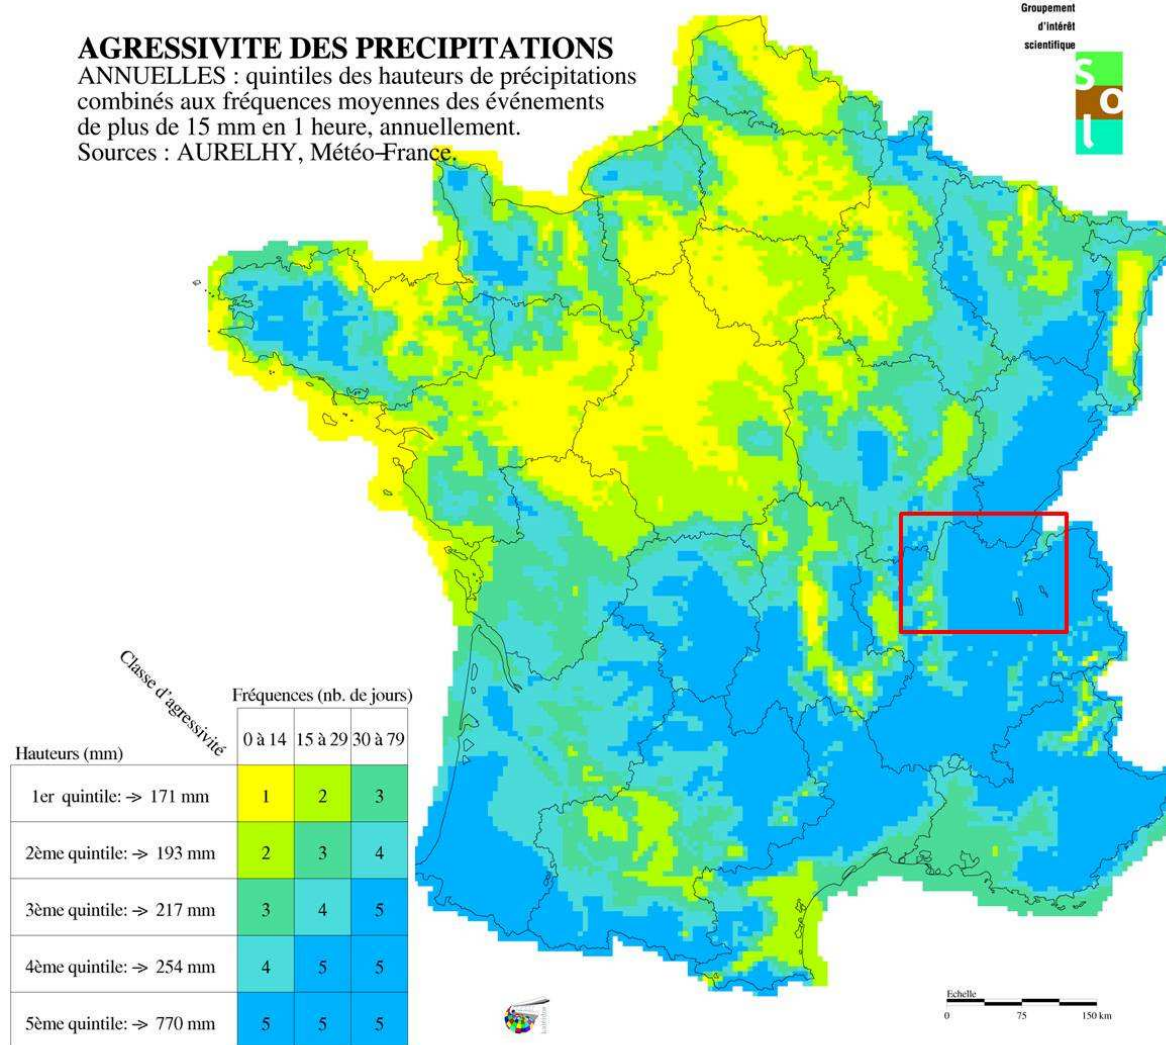 AGRESSIVITE DES PRECIPITATIONS
ANNUELLES : quintiles des hauteurs de précipitations
combinés aux fréquences moyennes des événements
de plus de 15 mm en 1 heure, annuellement.
Sources : AURELHY, Météo-France.
Groupement
d'intérêt
scientifique
S
o
l
Classe d'agressivité
Fréquences (nb. de jours)
Hauteurs (mm)
0 à 14 15 à 29 30 à 79
1er quintile: -> 171 mm 1 2 3
2ème quintile: -> 193 mm 2 3 4
3ème quintile: -> 217 mm 3 4 5
4ème quintile: -> 254 mm 4 5 5
5ème quintile: -> 770 mm 5 5 5
Echelle
0 75 150 km